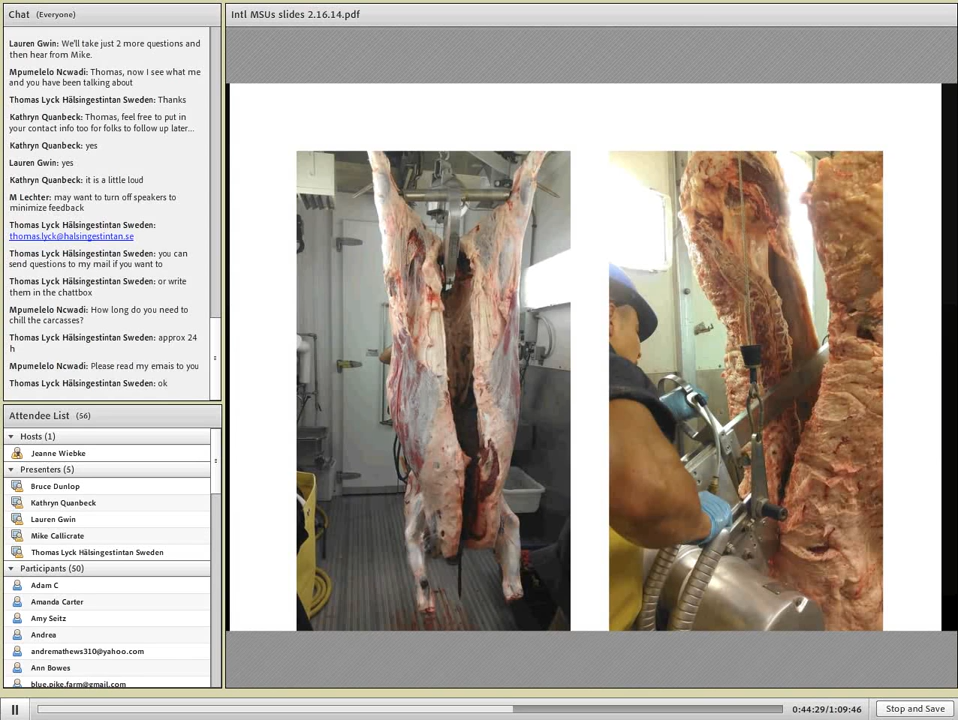 Chat (Everyone)
Lauren Gwin: We'll take just 2 more questions and
then hear from Mike.
Mpumelelo Ncwadi: Thomas, now I see what me
and you have been talking about
Thomas Lyck Hälsingestintan Sweden: Thanks
Kathryn Quanbeck: Thomas, feel free to put in
your contact info too for folks to follow up later...
Kathryn Quanbeck: yes
Lauren Gwin: yes
Kathryn Quanbeck: it is a little loud
M Lechter: may want to turn off speakers to
minimize feedback
Thomas Lyck Hälsingestintan Sweden:
thomas.lyck@halsingestintan.se
Thomas Lyck Hälsingestintan Sweden: you can
send questions to my mail if you want to
Thomas Lyck Hälsingestintan Sweden: or write
them in the chattbox
Mpumelelo Ncwadi: How long do you need to
chill the carcasses?
Thomas Lyck Hälsingestintan Sweden: approx 24
h
Mpumelelo Ncwadi: Please read my emais to you
Thomas Lyck Hälsingestintan Sweden: ok
Attendee List (56)
Hosts (1)
Jeanne Wiebke
Presenters (5)
Bruce Dunlop
Kathryn Quanbeck
Lauren Gwin
Mike Callicrate
Thomas Lyck Hälsingestintan Sweden
Participants (50)
Adam C
Amanda Carter
Amy Seitz
Andrea
andremathews310@yahoo.com
Ann Bowes
blue.pike.farm@gmail.com
Intl MSUs slides 2.16.14.pdf
0:44:29/1:09:46
Stop and Save